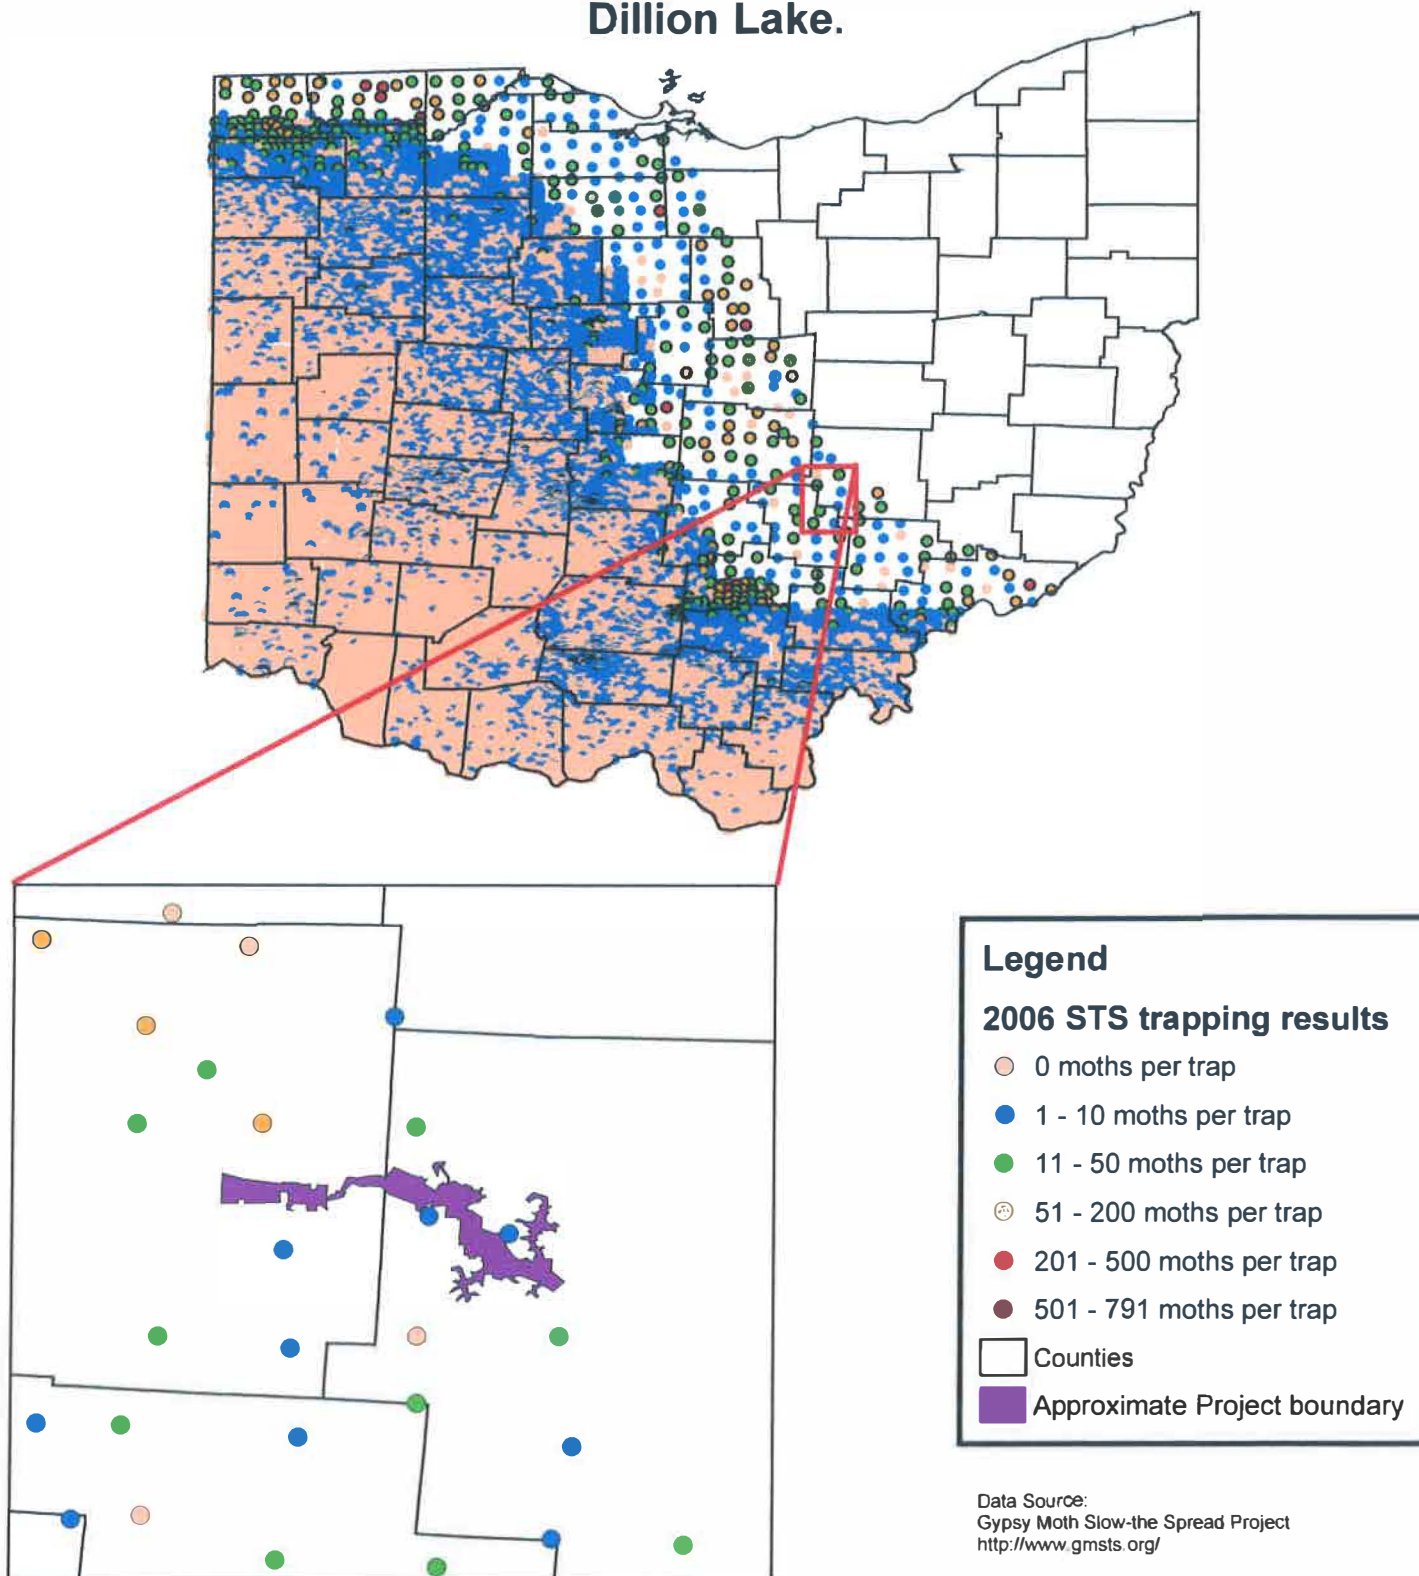 Dillion Lake.
Legend
2006 STS trapping results
0 moths per trap
1 - 10 moths per trap
11 - 50 moths per trap
51 - 200 moths per trap
201 - 500 moths per trap
501 - 791 moths per trap
Counties
Approximate Project boundary
Data Source:
Gypsy Moth Slow-the Spread Project
http://www.gmsts.org/